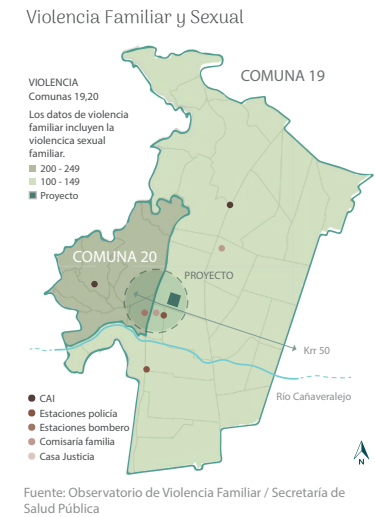 Violencia Familiar y Sexual
COMUNA 19
VIOLENCIA
Comunas 19,20
Los datos de violencia
familiar incluyen la
violencica sexual
familiar.
200 - 249
100 - 149
Proyecto
COMUNA 20
PROYECTO
Krr 50
Río Cañaveralejo
CAI
Estaciones policía
Estaciones bombero
Comisaría familia
Casa Justicia
N
Fuente: Observatorio de Violencia Familiar / Secretaría de
Salud Pública